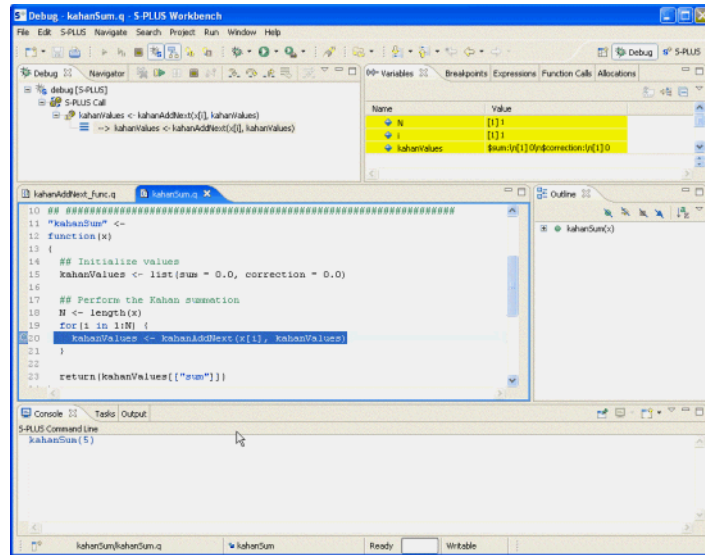 Debug - kahanSum.q - S-PLUS Workbench
File Edit S-PLUS Navigate Search Project Run Window Help
Debug S-PLUS
Debug Navigator
debug [S-PLUS]
S-PLUS Call
kahanValues <- kahanAddNext(x[i], kahanValues)
--> kahanValues <- kahanAddNext(x[i], kahanValues)
Variables Breakpoints Expressions Function Calls Allocations
Name Value
N [1] 1
i [1] 1
kahanValues $sum:\n[1] 0\n$correction:\n[1] 0
kahanAddNext_func.q kahanSum.q
10 ## ####################################################################
11 "kahanSum" <-
12 function(x)
13 {
14 ## Initialize values
15 kahanValues <- list(sum = 0.0, correction = 0.0)
16
17 ## Perform the Kahan summation
18 N <- length(x)
19 for(i in 1:N) {
20 kahanValues <- kahanAddNext(x[i], kahanValues)
21 }
22
23 return(kahanValues[["sum"]])
Outline
kahanSum(x)
Console Tasks Output
S-PLUS Command Line
kahanSum(5)
kahanSum/kahanSum.q kahanSum Ready Writable